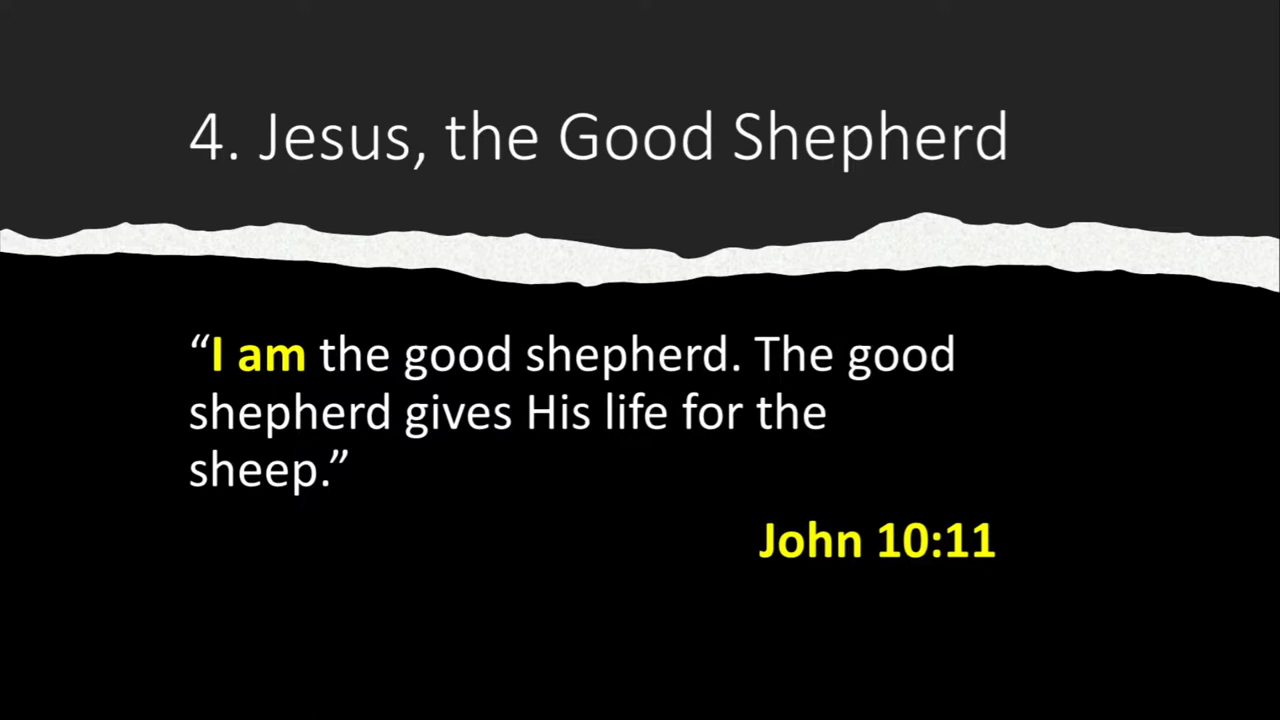 4. Jesus, the Good Shepherd
“I am the good shepherd. The good
shepherd gives His life for the
sheep.”
John 10:11